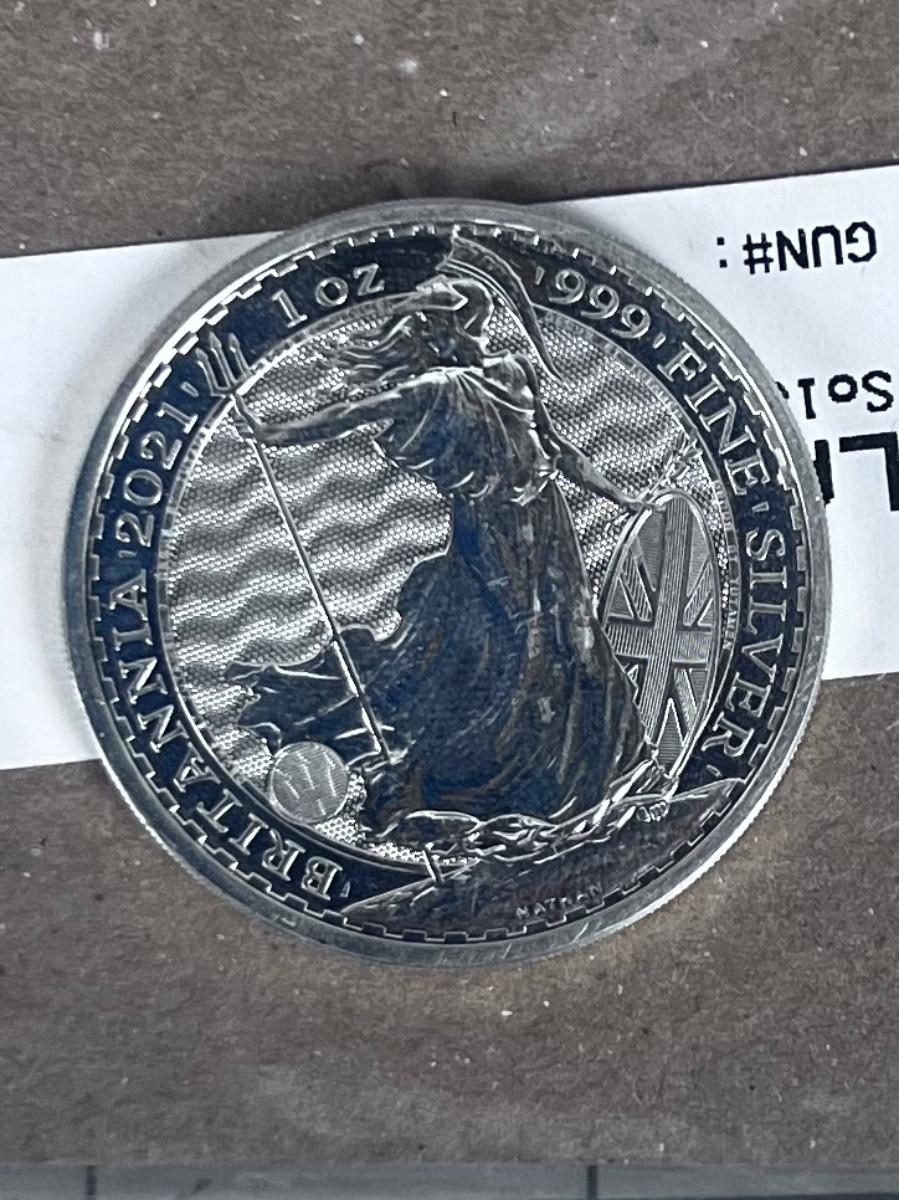 BRITANNIA 2021 1 OZ 999 FINE SILVER
NATHAN
GUN#: